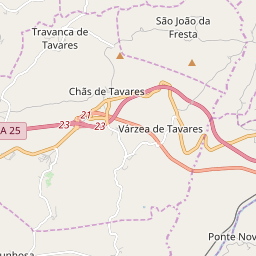 São João da
Fresta
Travanca de
Tavares
Chãs de Tavares
21
A 25
23
23
Várzea de Tavares
Ponte Nov
unhosa